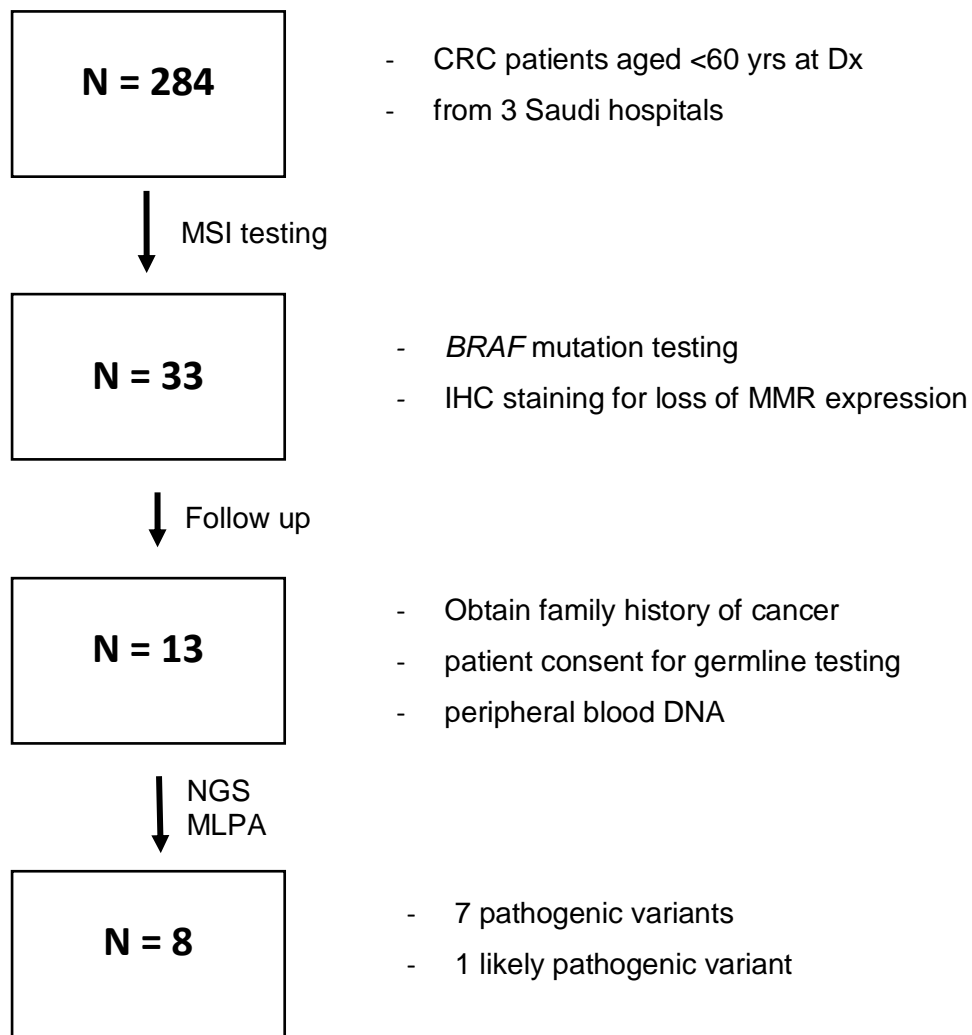 N = 284
- CRC patients aged <60 yrs at Dx
- from 3 Saudi hospitals
MSI testing
N = 33
- BRAF mutation testing
- IHC staining for loss of MMR expression
Follow up
N = 13
- Obtain family history of cancer
- patient consent for germline testing
- peripheral blood DNA
NGS
MLPA
N = 8
- 7 pathogenic variants
- 1 likely pathogenic variant